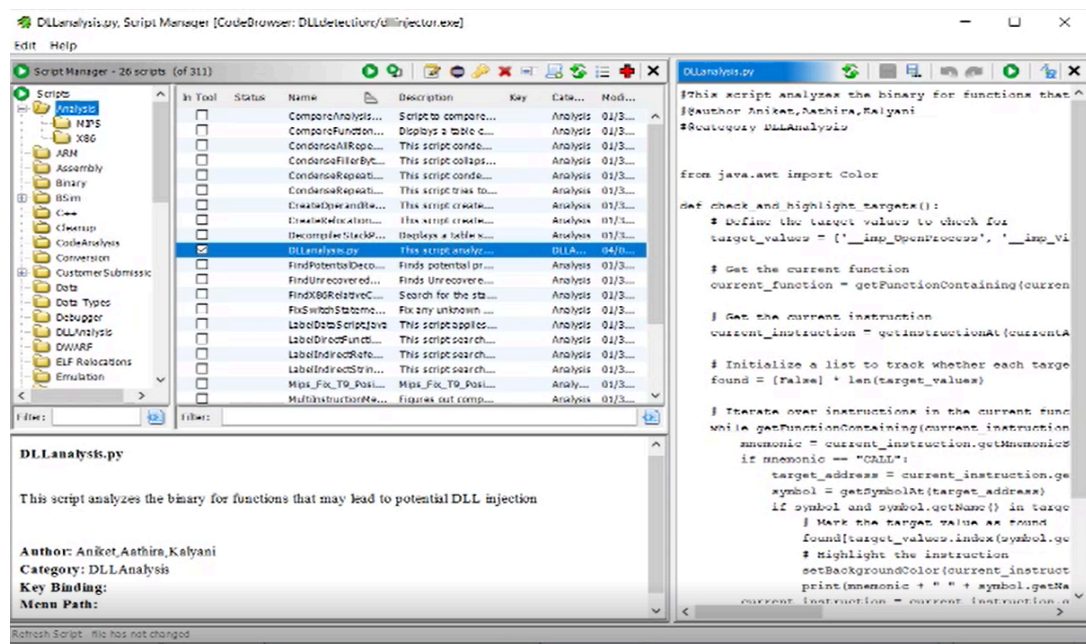 DLLanalysis.py, Script Manager [CodeBrowser: DLLdetection:/dllinjector.exe]
Edit Help
Script Manager - 26 scripts (of 311)
Scripts
Analysis
MIPS
X86
ARM
Assembly
Binary
BSim
C++
Cleanup
CodeAnalysis
Conversion
CustomerSubmissic
Data
Data Types
Debugger
DLLAnalysis
DWARF
ELF Relocations
Emulation
Filter:
In Tool Status Name Description Key Cate... Modi...
CompareAnalysis... Script to compare... Analysis 01/3...
CompareFunction... Displays a table c... Analysis 01/3...
CondenseAllRepe... This script conde... Analysis 01/3...
CondenseFillerByt... This script collaps... Analysis 01/3...
CondenseRepeati... This script conde... Analysis 01/3...
CondenseRepeati... This script tries to... Analysis 01/3...
CreateOperandRe... This script create... Analysis 01/3...
CreateRelocation... This script create... Analysis 01/3...
DecompilerStackP... Displays a table s... Analysis 01/3...
DLLanalysis.py This script analyz... DLLA... 04/0...
FindPotentialDeco... Finds potential pr... Analysis 01/3...
FindUnrecovered... Finds Unrecovere... Analysis 01/3...
FindX86RelativeC... Search for the sta... Analysis 01/3...
FixSwitchStateme... Fix any unknown ... Analysis 01/3...
LabelDataScript.java This script applies... Analysis 01/3...
LabelDirectFuncti... This script search... Analysis 01/3...
LabelIndirectRefe... This script search... Analysis 01/3...
LabelIndirectStrin... This script search... Analysis 01/3...
Mips_Fix_T9_Posi... Mips_Fix_T9_Posi... Analy... 01/3...
MultiInstructionMe... Figures out comp... Analysis 01/3...
Filter:
DLLanalysis.py
This script analyzes the binary for functions that may lead to potential DLL injection
Author: Aniket,Aathira,Kalyani
Category: DLLAnalysis
Key Binding:
Menu Path:
DLLanalysis.py
#This script analyzes the binary for functions that
#@author Aniket,Aathira,Kalyani
#@category DLLAnalysis
from java.awt import Color
def check_and_highlight_targets():
# Define the target values to check for
target_values = ['__imp_OpenProcess', '__imp_Vi
# Get the current function
current_function = getFunctionContaining(curren
# Get the current instruction
current_instruction = getInstructionAt(currentA
# Initialize a list to track whether each targe
found = [False] * len(target_values)
# Iterate over instructions in the current func
while getFunctionContaining(current_instruction
mnemonic = current_instruction.getMnemonicS
if mnemonic == "CALL":
target_address = current_instruction.ge
symbol = getSymbolAt(target_address)
if symbol and symbol.getName() in targe
# Mark the target value as found
found[target_values.index(symbol.ge
# Highlight the instruction
setBackgroundColor(current_instruct
print(mnemonic + " " + symbol.getNa
current_instruction = current_instruction.g
Refresh Script file has not changed